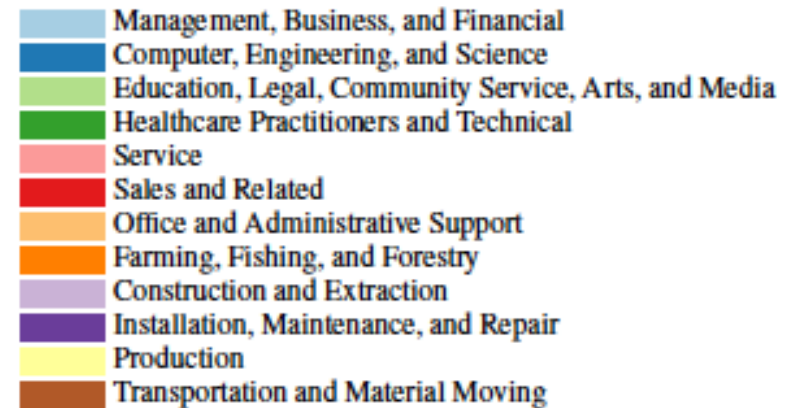 Management, Business, and Financial
Computer, Engineering, and Science
Education, Legal, Community Service, Arts, and Media
Healthcare Practitioners and Technical
Service
Sales and Related
Office and Administrative Support
Farming, Fishing, and Forestry
Construction and Extraction
Installation, Maintenance, and Repair
Production
Transportation and Material Moving